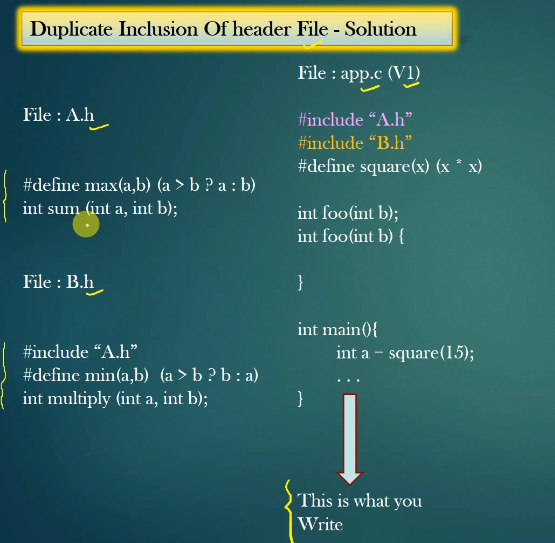 Duplicate Inclusion Of header File - Solution
File : A.h
#define max(a,b) (a > b ? a : b)
int sum (int a, int b);
File : B.h
#include “A.h”
#define min(a,b) (a > b ? b : a)
int multiply (int a, int b);
File : app.c (V1)
#include “A.h”
#include “B.h”
#define square(x) (x * x)
int foo(int b);
int foo(int b) {
}
int main(){
int a = square(15);
. . .
}
This is what you
Write